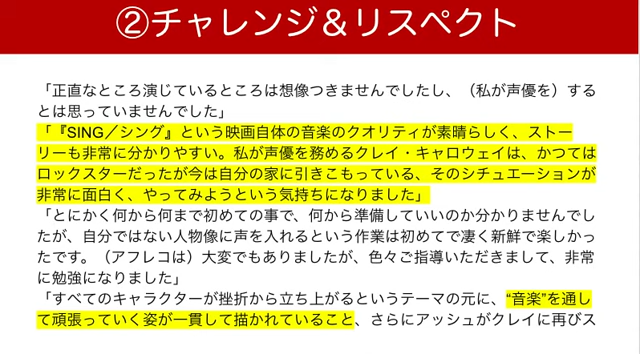 ②チャレンジ＆リスペクト
「正直なところ演じているところは想像つきませんでしたし、（私が声優を）する
とは思っていませんでした」
「『SING／シング』という映画自体の音楽のクオリティが素晴らしく、ストー
リーも非常に分かりやすい。私が声優を務めるクレイ・キャロウェイは、かつては
ロックスターだったが今は自分の家に引きこもっている、そのシチュエーションが
非常に面白く、やってみようという気持ちになりました」
「とにかく何から何まで初めての事で、何から準備していいのか分かりませんでし
たが、自分ではない人物像に声を入れるという作業は初めてで凄く新鮮で楽しかっ
たです。（アフレコは）大変でもありましたが、色々ご指導いただきまして、非常
に勉強になりました」
「すべてのキャラクターが挫折から立ち上がるというテーマの元に、“音楽”を通し
て頑張っていく姿が一貫して描かれていること、さらにアッシュがクレイに再びス